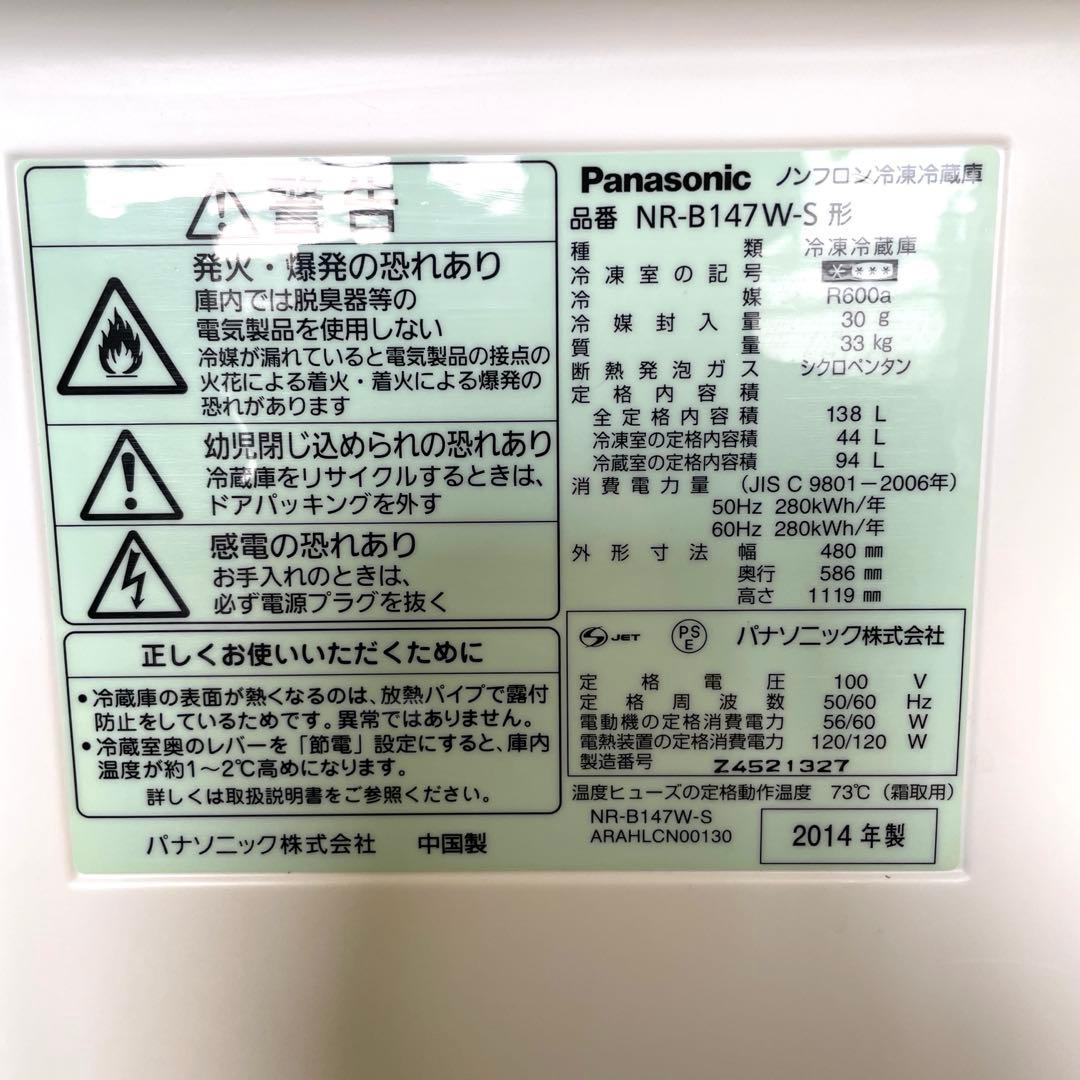 警告
発火・爆発の恐れあり
庫内では脱臭器等の
電気製品を使用しない
冷媒が漏れていると電気製品の接点の
火花による着火・着火による爆発の
恐れがあります
幼児閉じ込められの恐れあり
冷蔵庫をリサイクルするときは、
ドアパッキングを外す
感電の恐れあり
お手入れのときは、
必ず電源プラグを抜く
正しくお使いいただくために
・冷蔵庫の表面が熱くなるのは、放熱パイプで露付
防止をしているためです。異常ではありません。
・冷蔵室奥のレバーを「節電」設定にすると、庫内
温度が約1〜2℃高めになります。
詳しくは取扱説明書をご参照ください。
パナソニック株式会社 中国製
Panasonic ノンフロン冷凍冷蔵庫
品番 NR-B147W-S 形
種類 冷凍冷蔵庫
冷凍室の記号 ****
冷媒 R600a
冷媒封入量 30 g
質量 33 kg
断熱発泡ガス シクロペンタン
定格内容積
全定格内容積 138 L
冷凍室の定格内容積 44 L
冷蔵室の定格内容積 94 L
消費電力量 (JIS C 9801-2006年)
50Hz 280kWh/年
60Hz 280kWh/年
外形寸法 幅 480 mm
奥行 586 mm
高さ 1119 mm
S JET PS E パナソニック株式会社
定格電圧 100 V
定格周波数 50/60 Hz
電動機の定格消費電力 56/60 W
電熱装置の定格消費電力 120/120 W
製造番号 Z4521327
温度ヒューズの定格動作温度 73℃(霜取用)
NR-B147W-S
ARAHLCN00130
2014年製